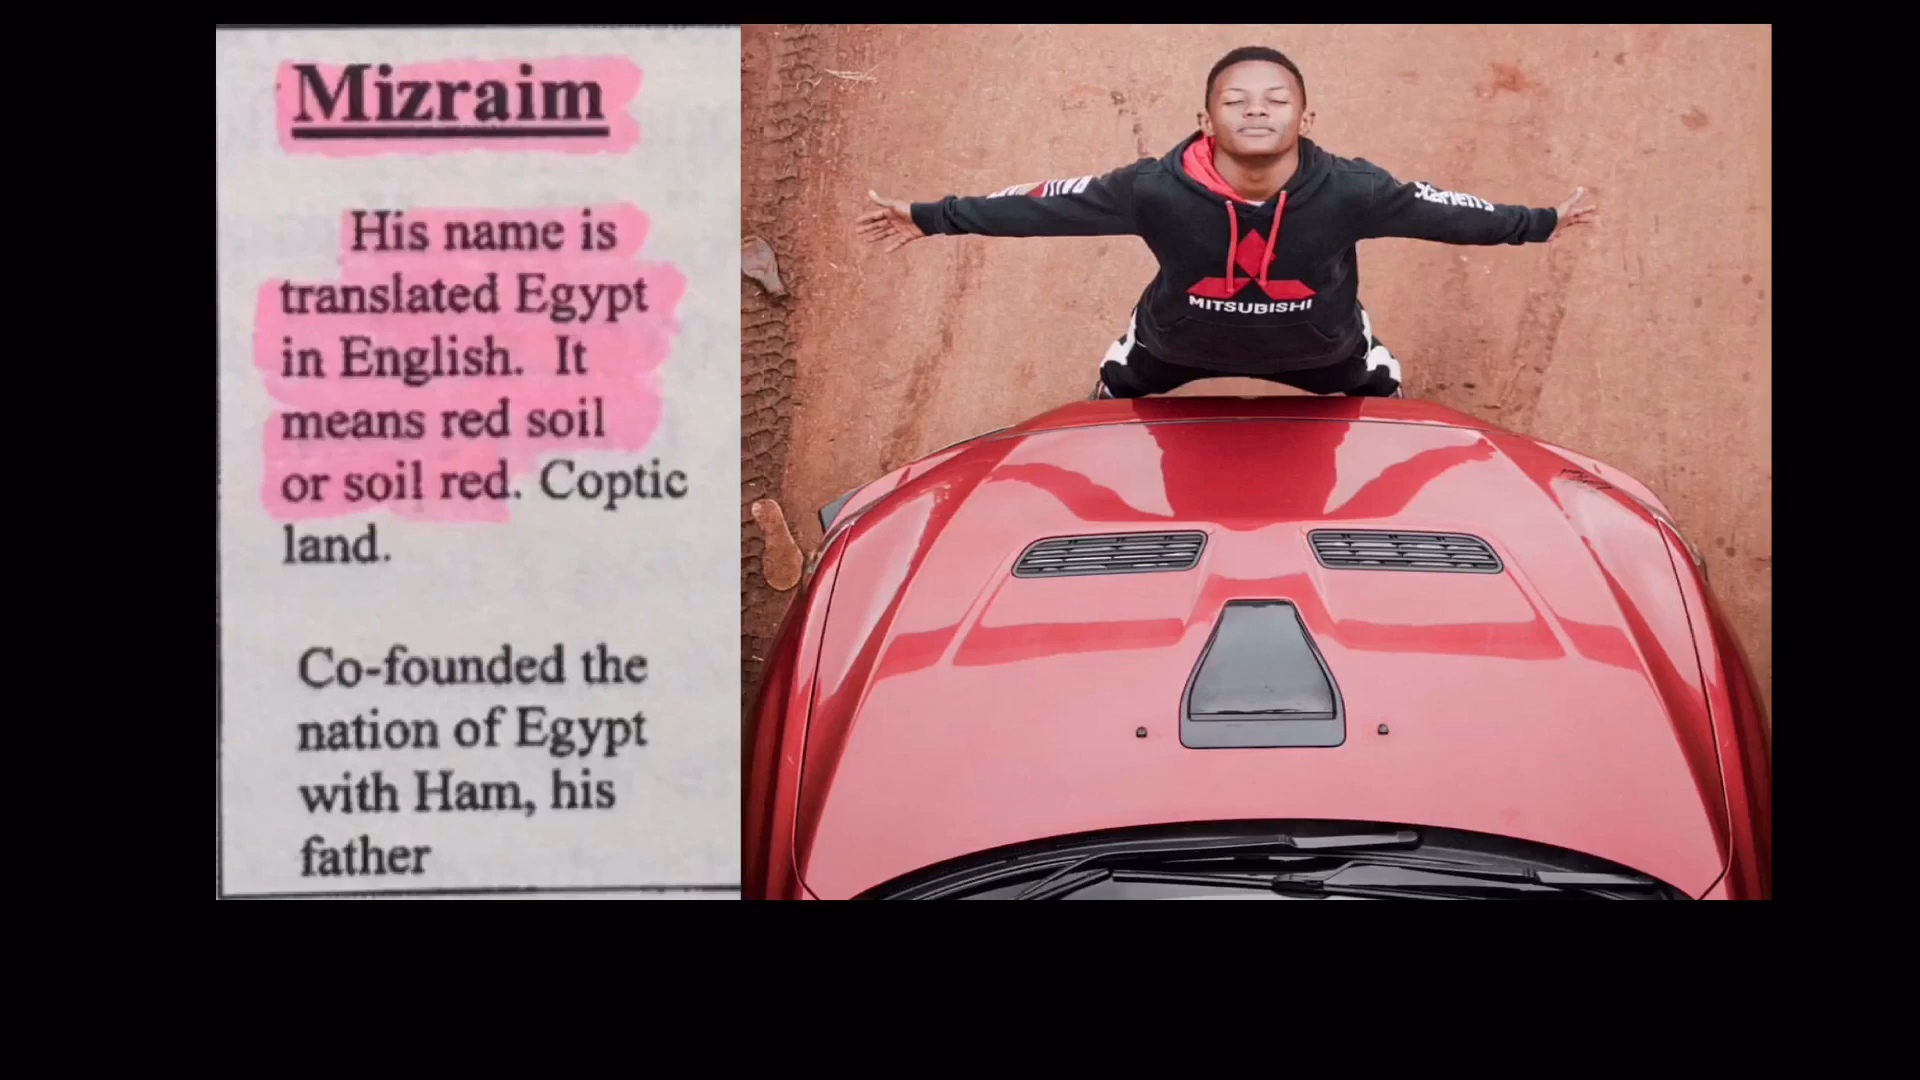 Mizraim
His name is
translated Egypt
in English. It
means red soil
or soil red. Coptic
land.
Co-founded the
nation of Egypt
with Ham, his
father
MITSUBISHI